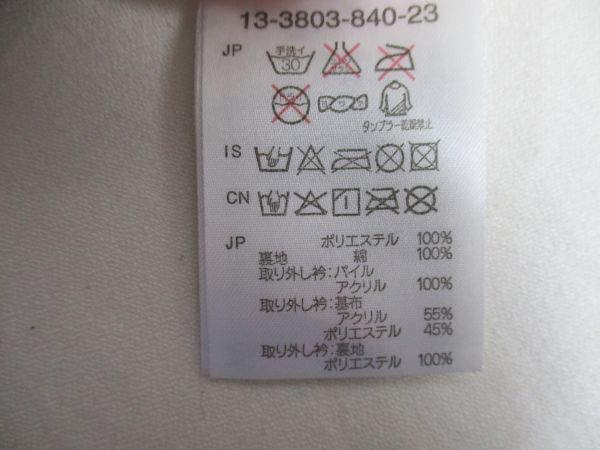 13-3803-840-23
JP
手洗イ
30
タンブラー乾燥禁止
IS
CN
JP ポリエステル 100%
裏地 綿 100%
取り外し衿:パイル
アクリル 100%
取り外し衿:基布
アクリル 55%
ポリエステル 45%
取り外し衿:裏地
ポリエステル 100%